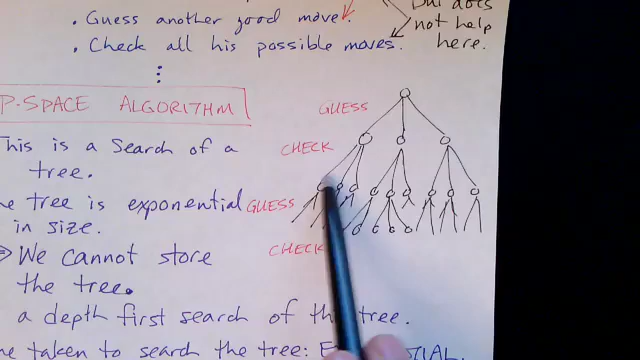 . Guess another good move.
. Check all his possible moves.
does
not help
here.
P-SPACE ALGORITHM
GUESS
This is a search of a
tree.
CHECK
tree is exponential
in size.
GUESS
⇒ We cannot store
the tree.
CHECK
a depth first search of the tree.
taken to search the tree: